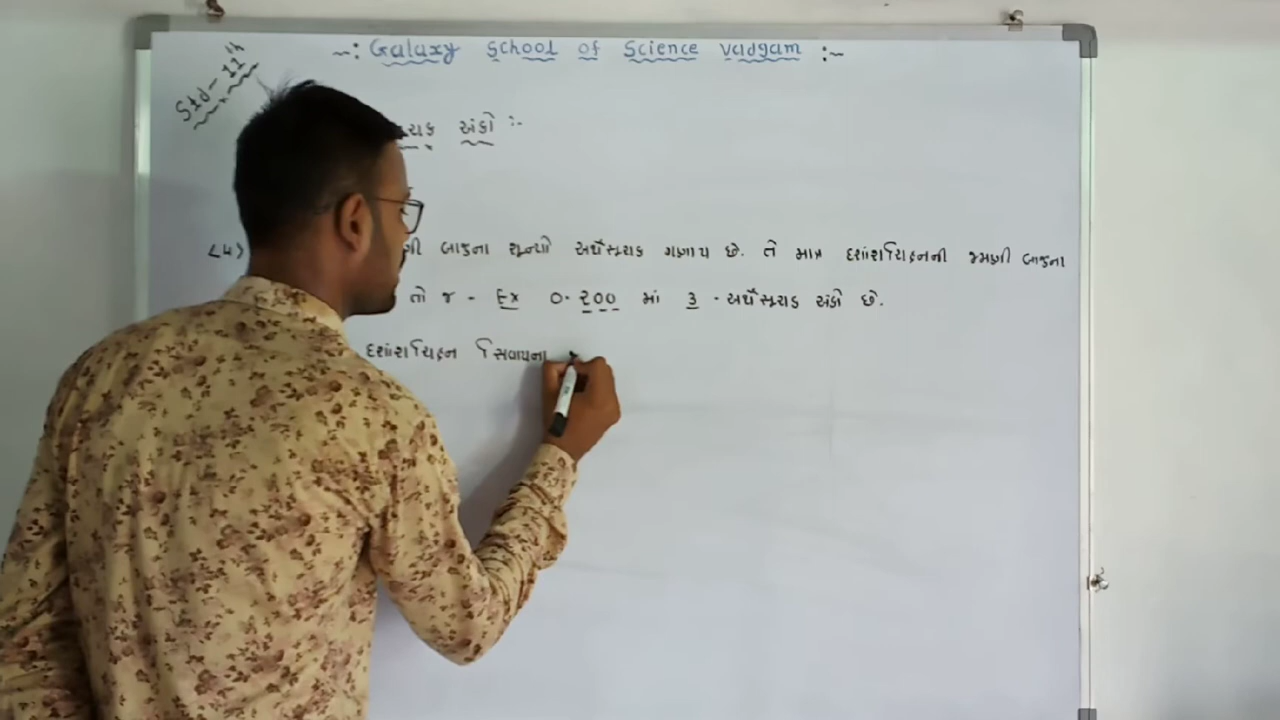 ~: Galaxy School of Science Vadgam :~
Std-11th
અંકો :-
<૫> બાજુના શૂન્યો અર્થસૂચક ગણાય છે. તે માત્ર દશાંશચિહ્નની જમણી બાજુના
તો જ - Ex 0.200 માં 3 - અર્થસૂચક અંકો છે.
દશાંશચિહ્ન સિવાયના